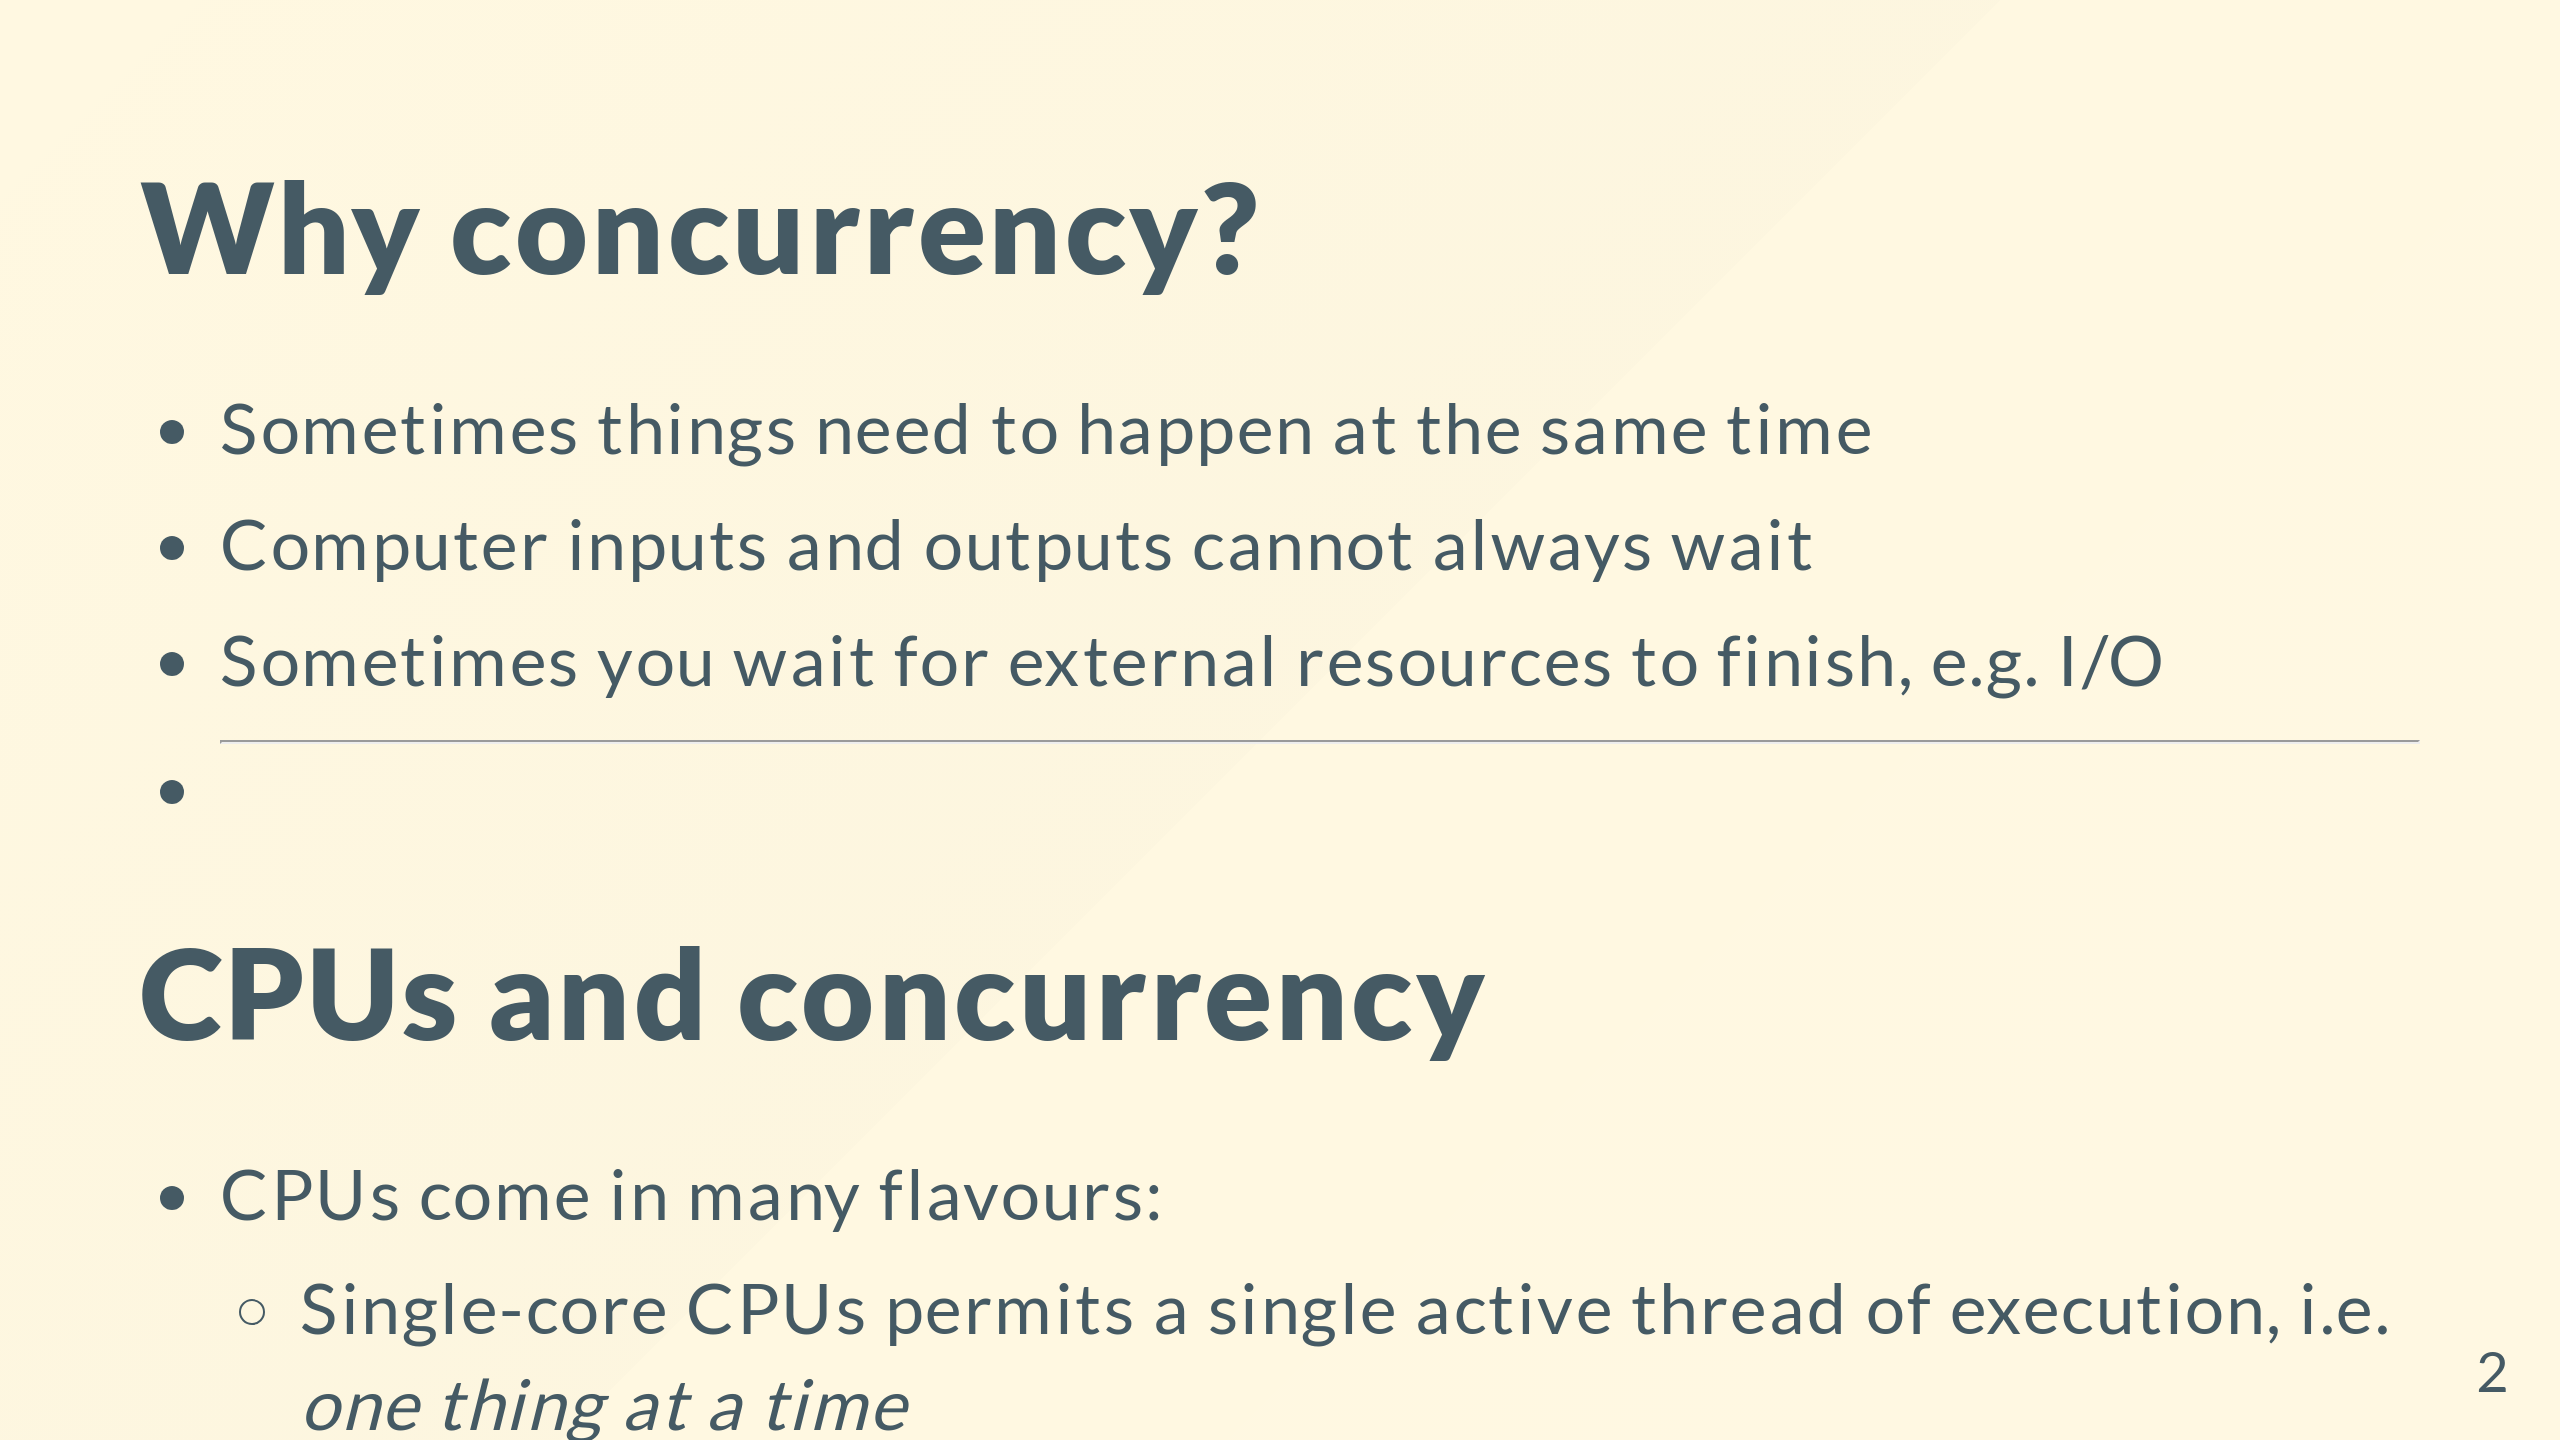 Why concurrency?
Sometimes things need to happen at the same time
Computer inputs and outputs cannot always wait
Sometimes you wait for external resources to finish, e.g. I/O
CPUs and concurrency
CPUs come in many flavours:
Single-core CPUs permits a single active thread of execution, i.e.
one thing at a time
2